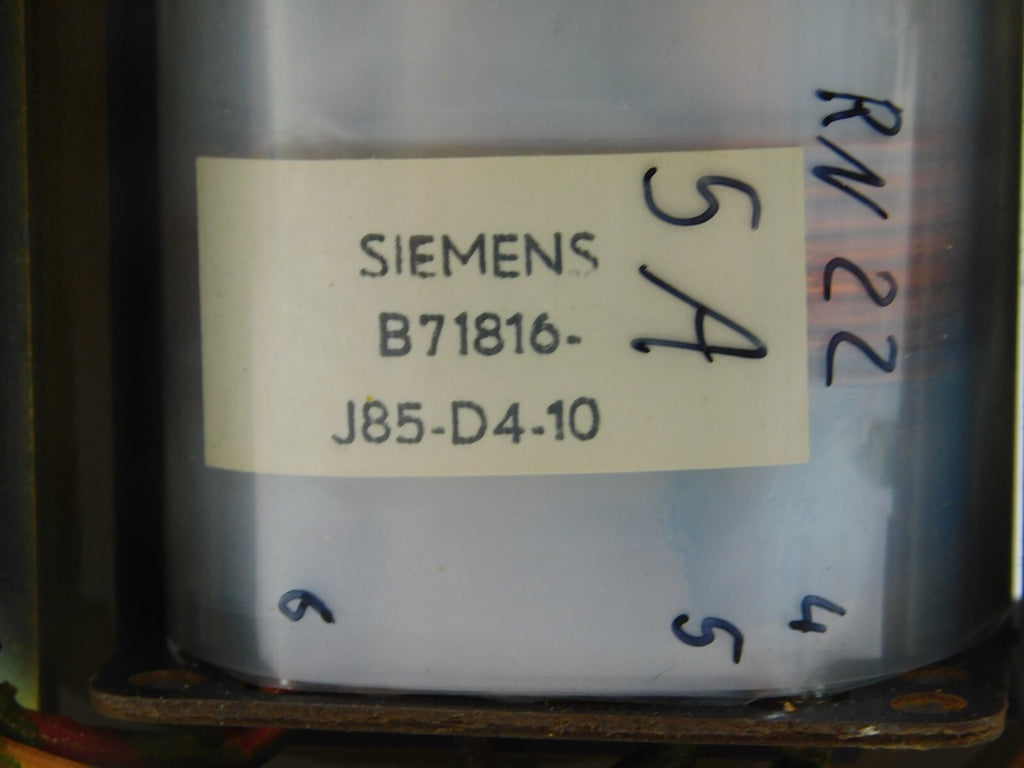 SIEMENS
B71816-
J85-D4-10
5A
RN 22
6
5
4